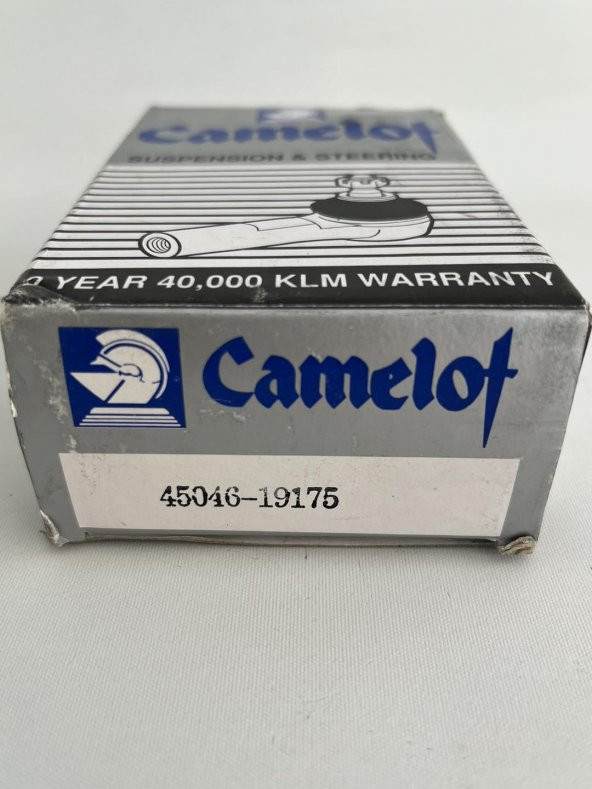 Camelot
SUSPENSION & STEERING
YEAR 40,000 KLM WARRANTY
Camelot
45046-19175